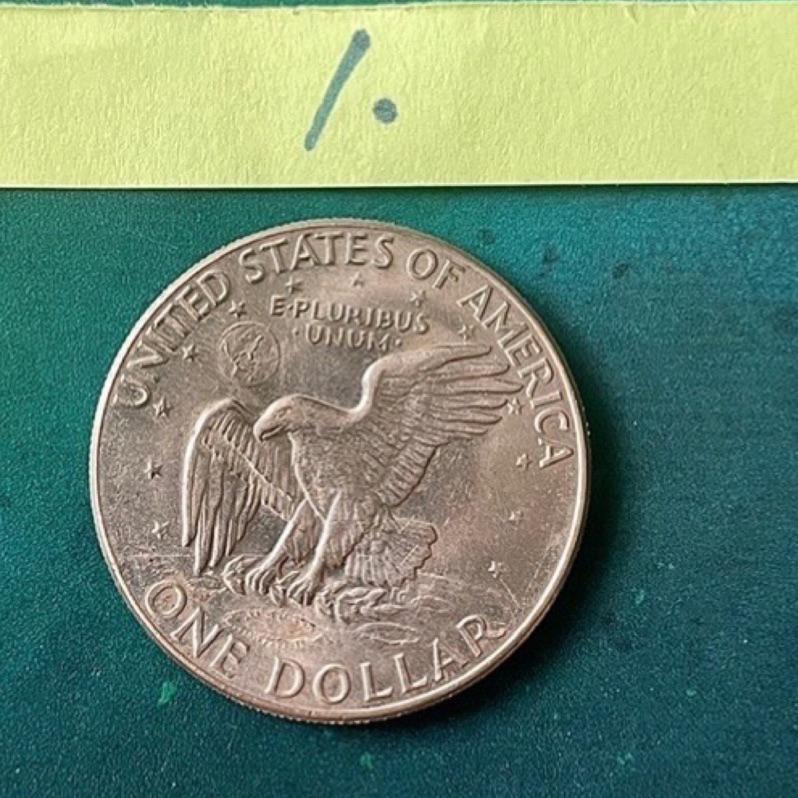 1.
UNITED STATES OF AMERICA
E·PLURIBUS
·UNUM·
ONE DOLLAR